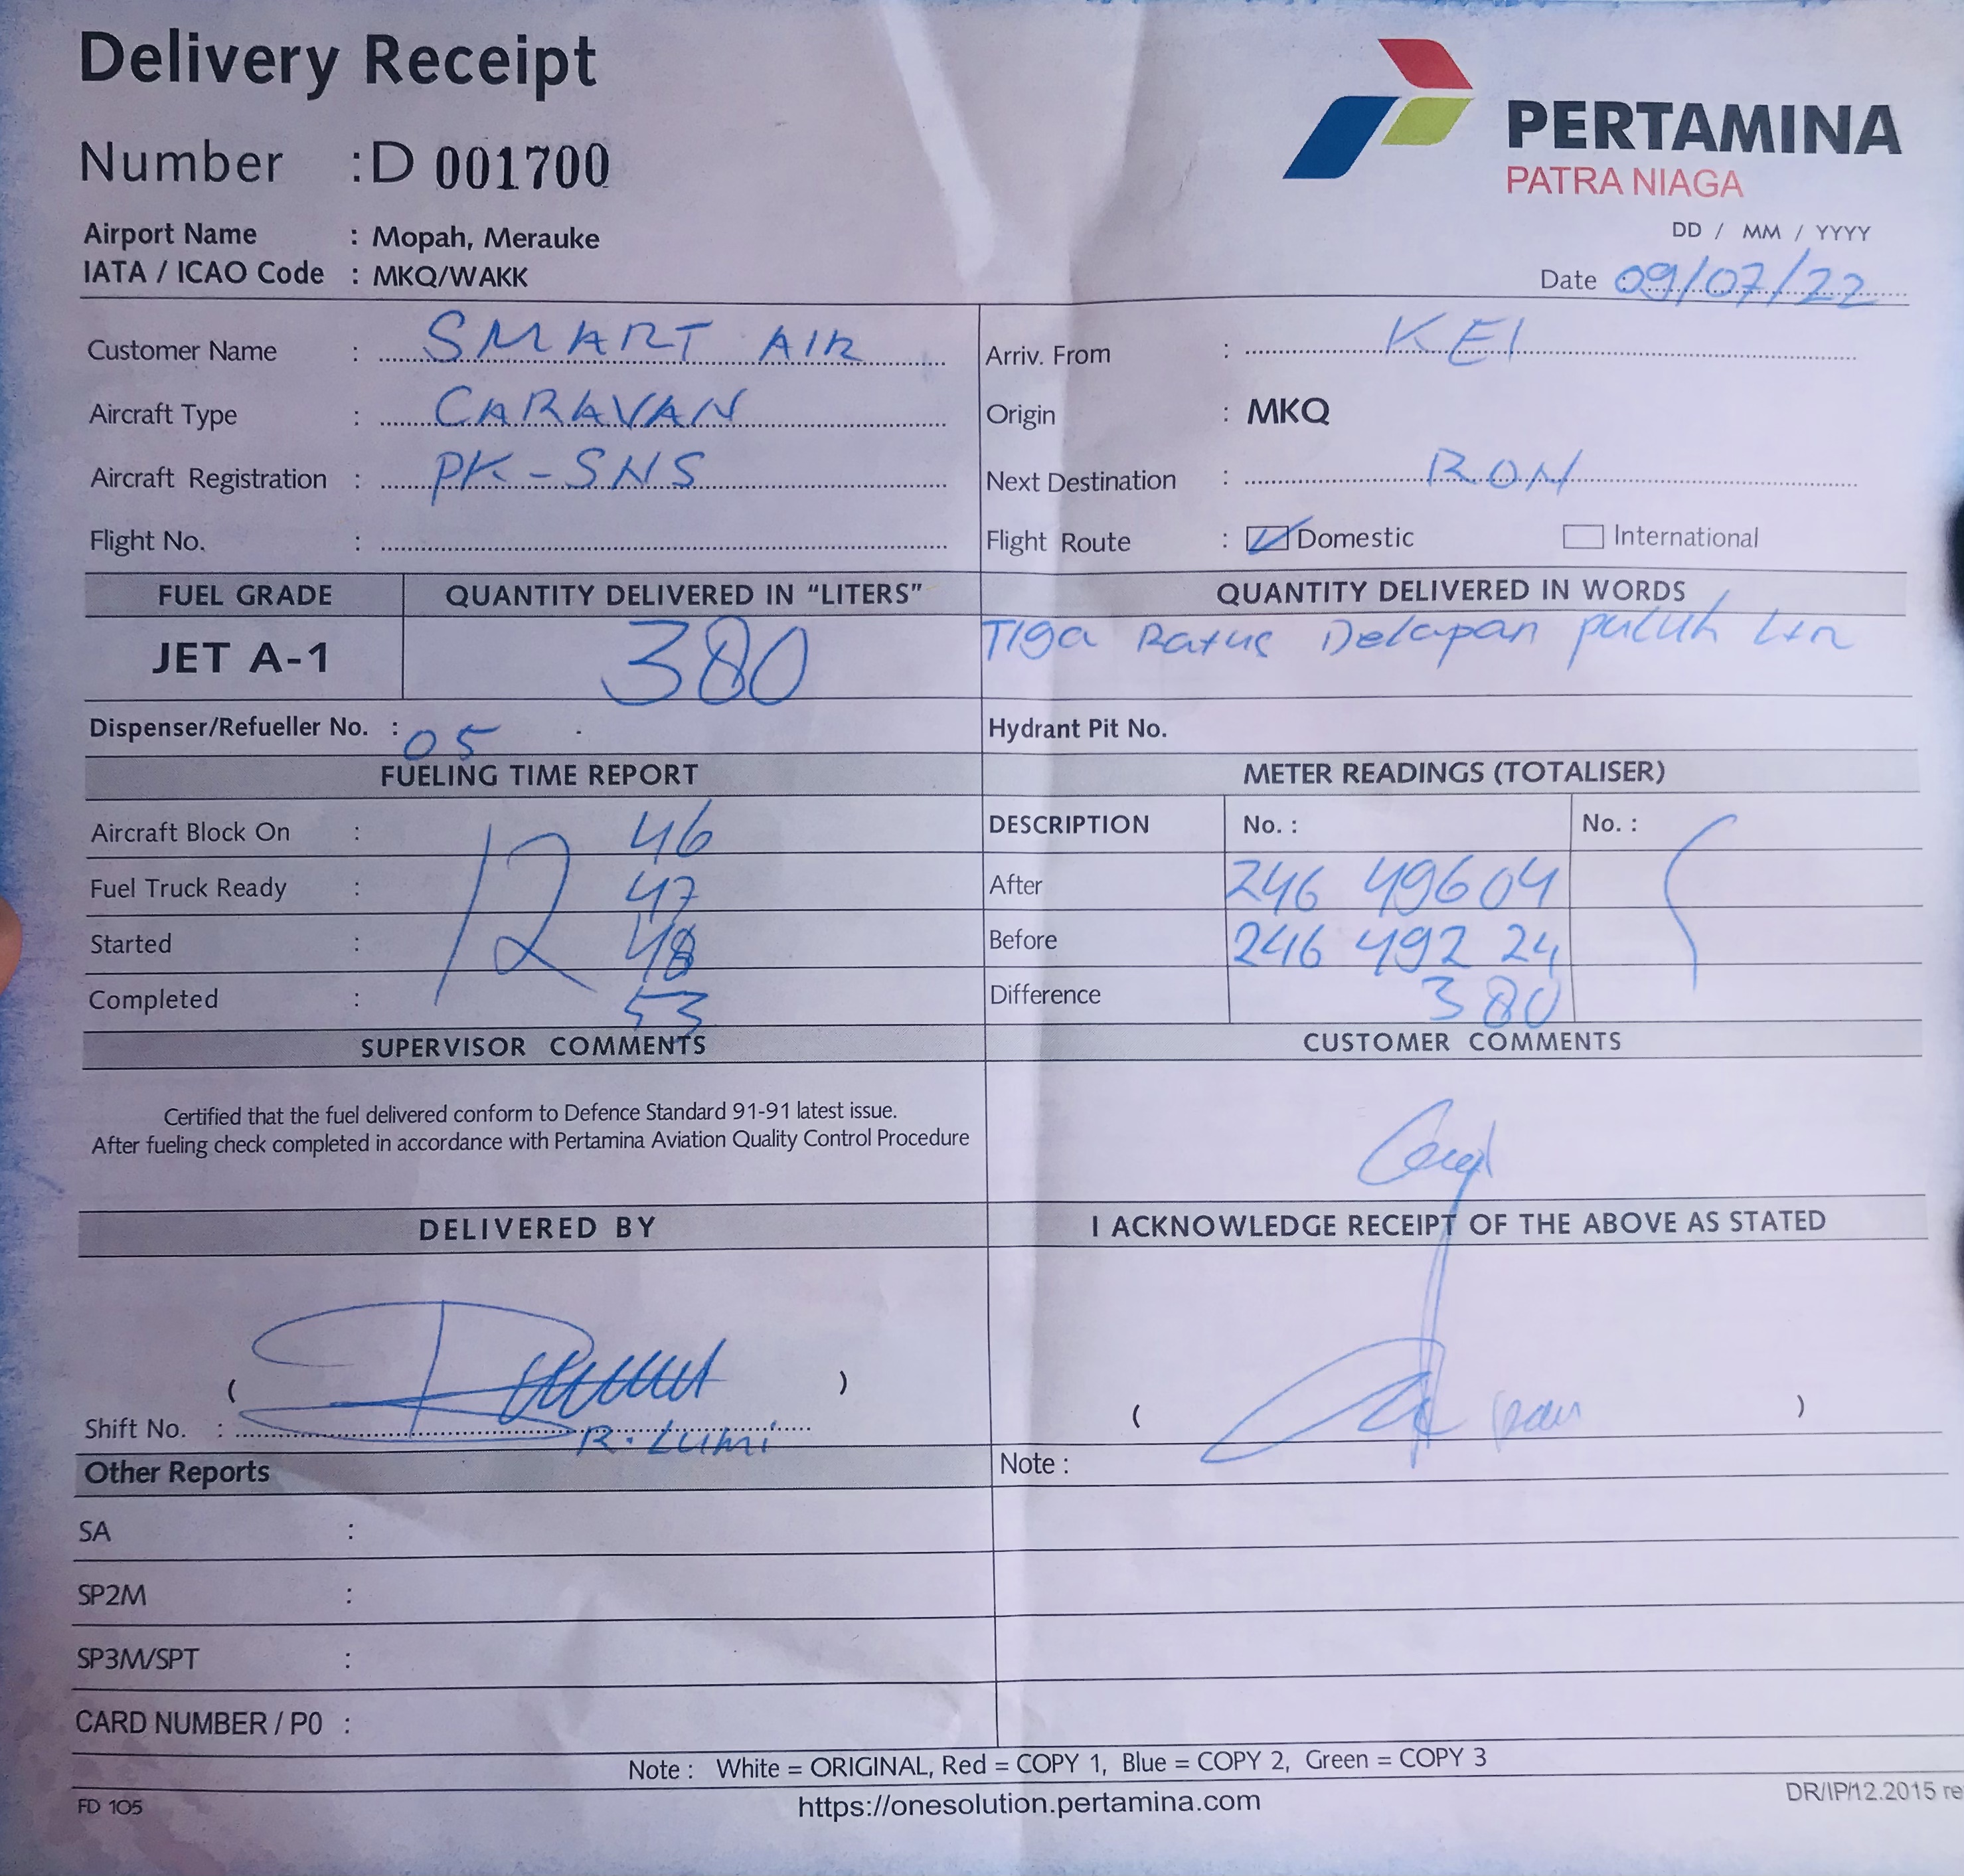 Delivery Receipt
Number : D 001700
PERTAMINA
PATRA NIAGA
Airport Name : Mopah, Merauke
IATA / ICAO Code : MKQ/WAKK
DD / MM / YYYY
Date 09/07/22
Customer Name : SMART AIR
Arriv. From : KEI
Aircraft Type : CARAVAN
Origin : MKQ
Aircraft Registration : PK-SNS
Next Destination : RON
Flight No. :
Flight Route : Domestic International
FUEL GRADE QUANTITY DELIVERED IN “LITERS” QUANTITY DELIVERED IN WORDS
JET A-1 380 Tiga Ratus Delapan puluh Ltr
Dispenser/Refueller No. : 05
Hydrant Pit No.
FUELING TIME REPORT METER READINGS (TOTALISER)
Aircraft Block On : 46
DESCRIPTION No. : No. :
Fuel Truck Ready : 47
After 246 49604
12
Started : 48
Before 246 492 24
Completed : 53
Difference 380
SUPERVISOR COMMENTS CUSTOMER COMMENTS
Certified that the fuel delivered conform to Defence Standard 91-91 latest issue.
After fueling check completed in accordance with Pertamina Aviation Quality Control Procedure
DELIVERED BY I ACKNOWLEDGE RECEIPT OF THE ABOVE AS STATED
( ) ( )
Shift No. : R. Lumi
Other Reports Note :
SA :
SP2M :
SP3M/SPT :
CARD NUMBER / P0 :
Note : White = ORIGINAL, Red = COPY 1, Blue = COPY 2, Green = COPY 3
FD 105 https://onesolution.pertamina.com DR/IP/12.2015 re